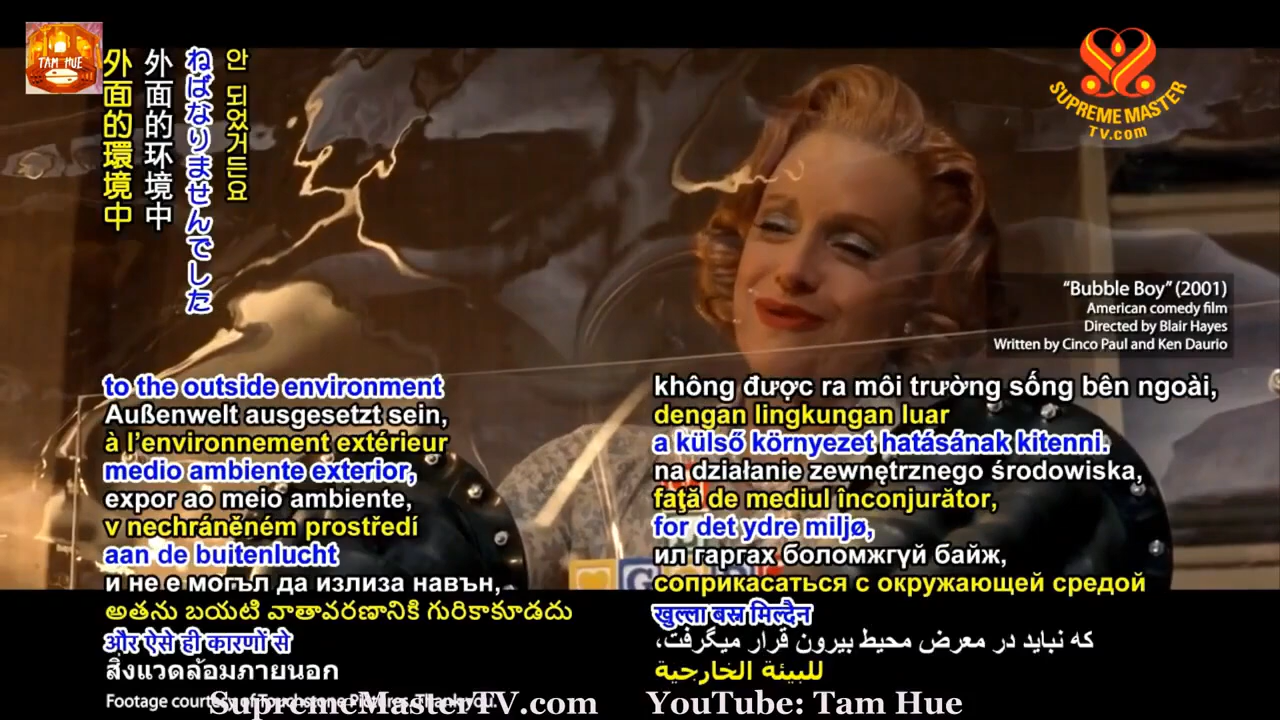 TAM HUE
外面的環境中
外面的环境中
ねばなりませんでした
안 되었거든요
SUPREME MASTER
TV.com
"Bubble Boy" (2001)
American comedy film
Directed by Blair Hayes
Written by Cinco Paul and Ken Daurio
to the outside environment
Außenwelt ausgesetzt sein,
à l'environnement extérieur
medio ambiente exterior,
expor ao meio ambiente,
v nechráněném prostředí
aan de buitenlucht
и не е могъл да излиза навън,
అతను బయటి వాతావరణానికి గురికాకూడదు
और ऐसे ही कारणों से
สิ่งแวดล้อมภายนอก
không được ra môi trường sống bên ngoài,
dengan lingkungan luar
a külső környezet hatásának kitenni.
na działanie zewnętrznego środowiska,
faţă de mediul înconjurător,
for det ydre miljø,
ил гаргах боломжгүй байж,
соприкасаться с окружающей средой
खुल्ला बस्न मिल्दैन
که نباید در معرض محیط بیرون قرار میگرفت،
للبيئة الخارجية
Footage courtesy of Touchstone Pictures. Thank you.
SupremeMasterTV.com YouTube: Tam Hue